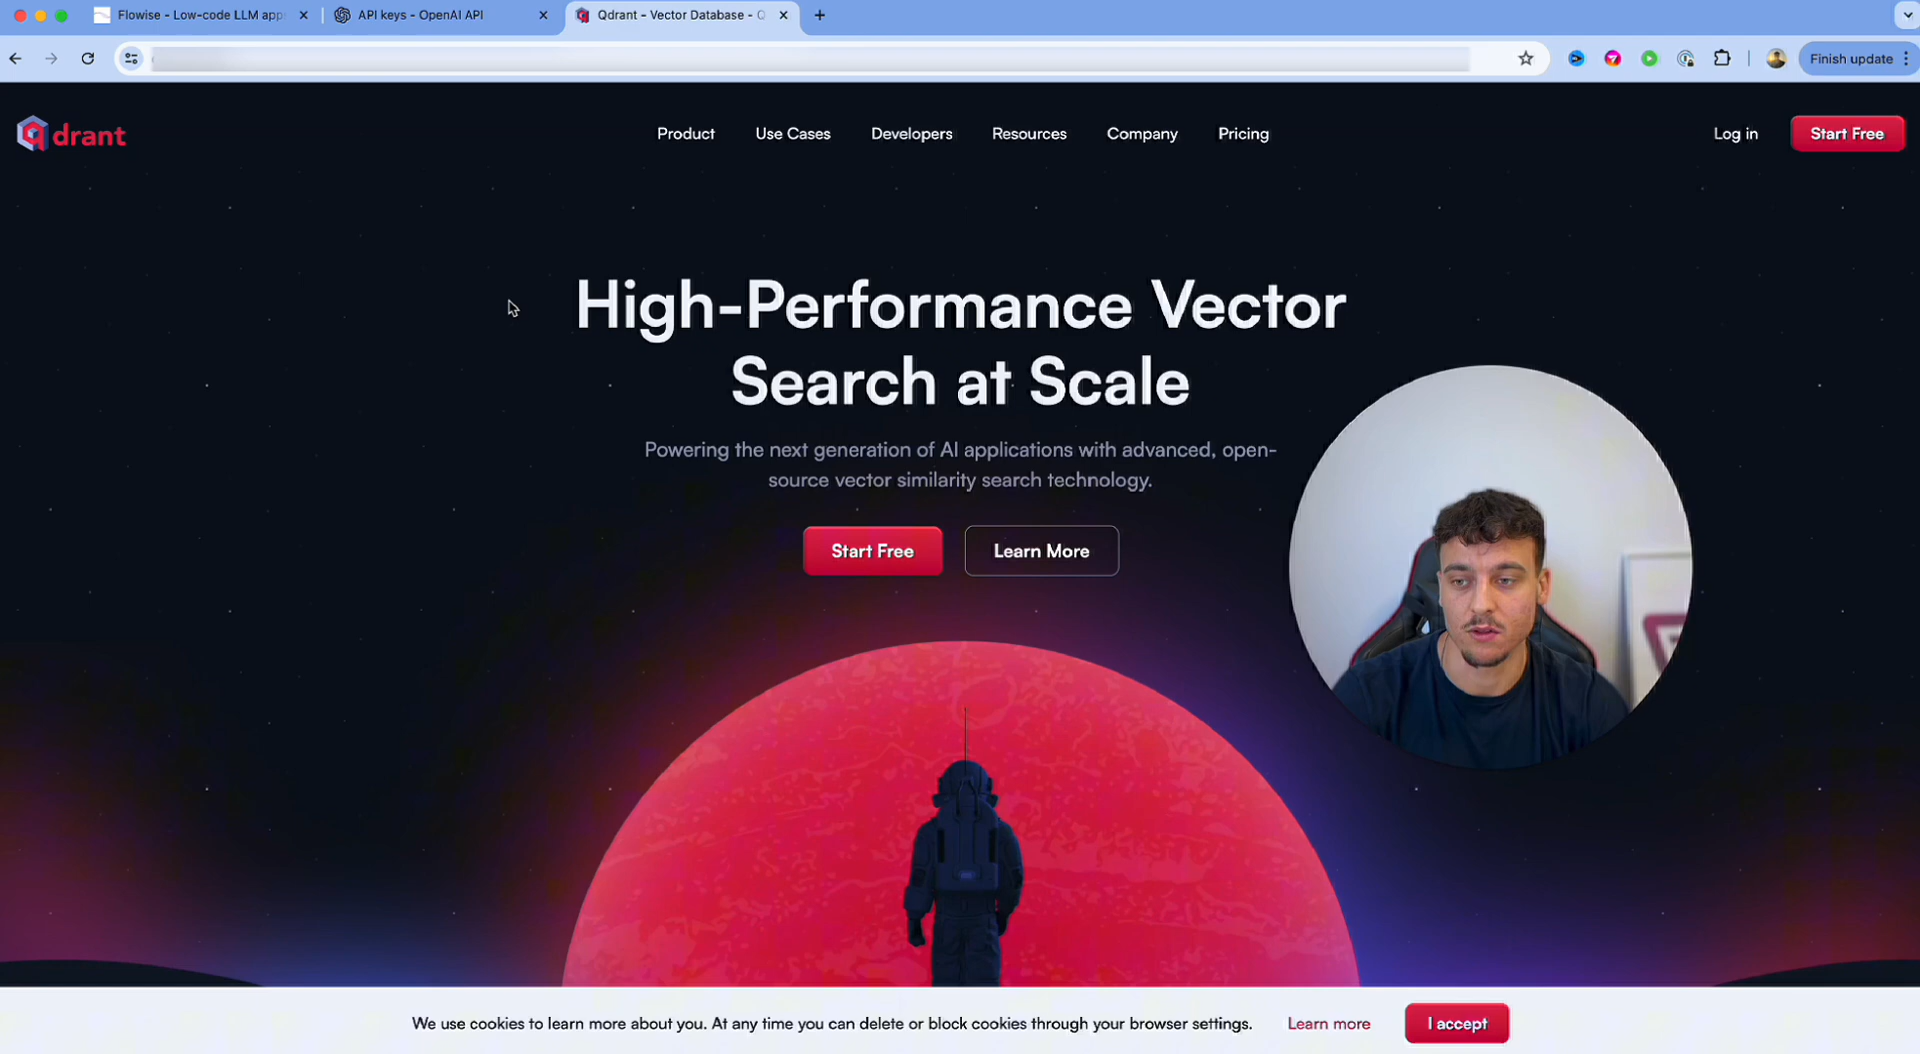 Flowise - Low-code LLM app
API keys - OpenAI API
Qdrant - Vector Database - Q
Finish update
qdrant
Product
Use Cases
Developers
Resources
Company
Pricing
Log in
Start Free
High-Performance Vector
Search at Scale
Powering the next generation of AI applications with advanced, open-
source vector similarity search technology.
Start Free
Learn More
We use cookies to learn more about you. At any time you can delete or block cookies through your browser settings.
Learn more
I accept